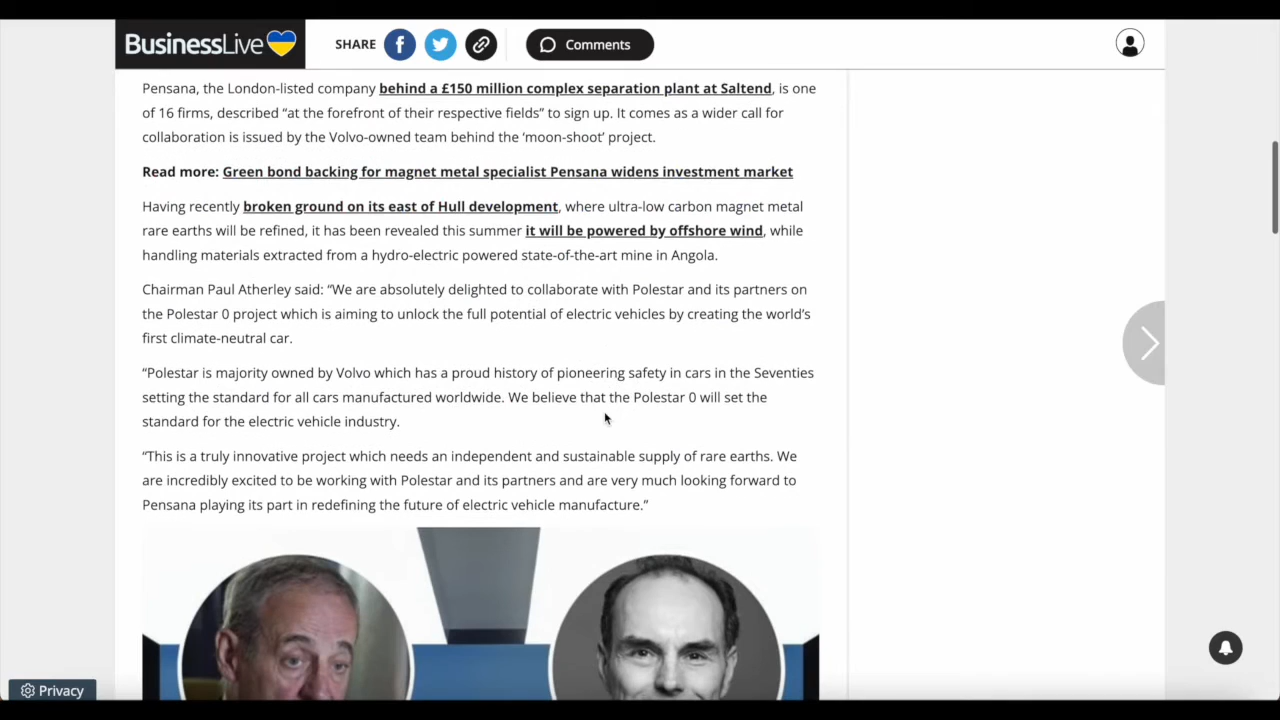 BusinessLive
SHARE
Comments
Pensana, the London-listed company behind a £150 million complex separation plant at Saltend, is one
of 16 firms, described “at the forefront of their respective fields” to sign up. It comes as a wider call for
collaboration is issued by the Volvo-owned team behind the ‘moon-shoot’ project.
Read more: Green bond backing for magnet metal specialist Pensana widens investment market
Having recently broken ground on its east of Hull development, where ultra-low carbon magnet metal
rare earths will be refined, it has been revealed this summer it will be powered by offshore wind, while
handling materials extracted from a hydro-electric powered state-of-the-art mine in Angola.
Chairman Paul Atherley said: “We are absolutely delighted to collaborate with Polestar and its partners on
the Polestar 0 project which is aiming to unlock the full potential of electric vehicles by creating the world’s
first climate-neutral car.
“Polestar is majority owned by Volvo which has a proud history of pioneering safety in cars in the Seventies
setting the standard for all cars manufactured worldwide. We believe that the Polestar 0 will set the
standard for the electric vehicle industry.
“This is a truly innovative project which needs an independent and sustainable supply of rare earths. We
are incredibly excited to be working with Polestar and its partners and are very much looking forward to
Pensana playing its part in redefining the future of electric vehicle manufacture.”
Privacy